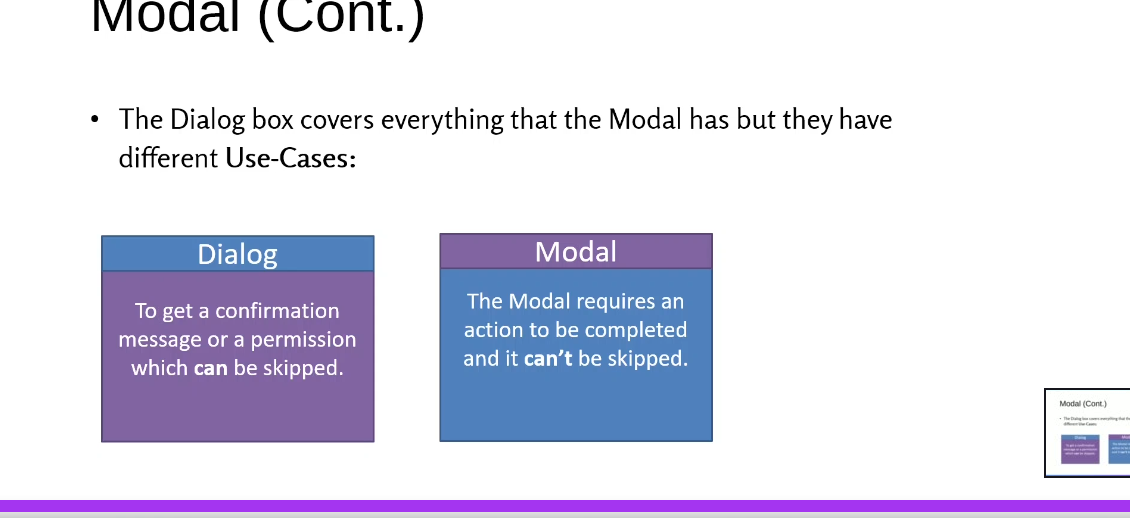 Modal (Cont.)
• The Dialog box covers everything that the Modal has but they have
different Use-Cases:
Dialog
To get a confirmation
message or a permission
which can be skipped.
Modal
The Modal requires an
action to be completed
and it can't be skipped.
Modal (Cont.)